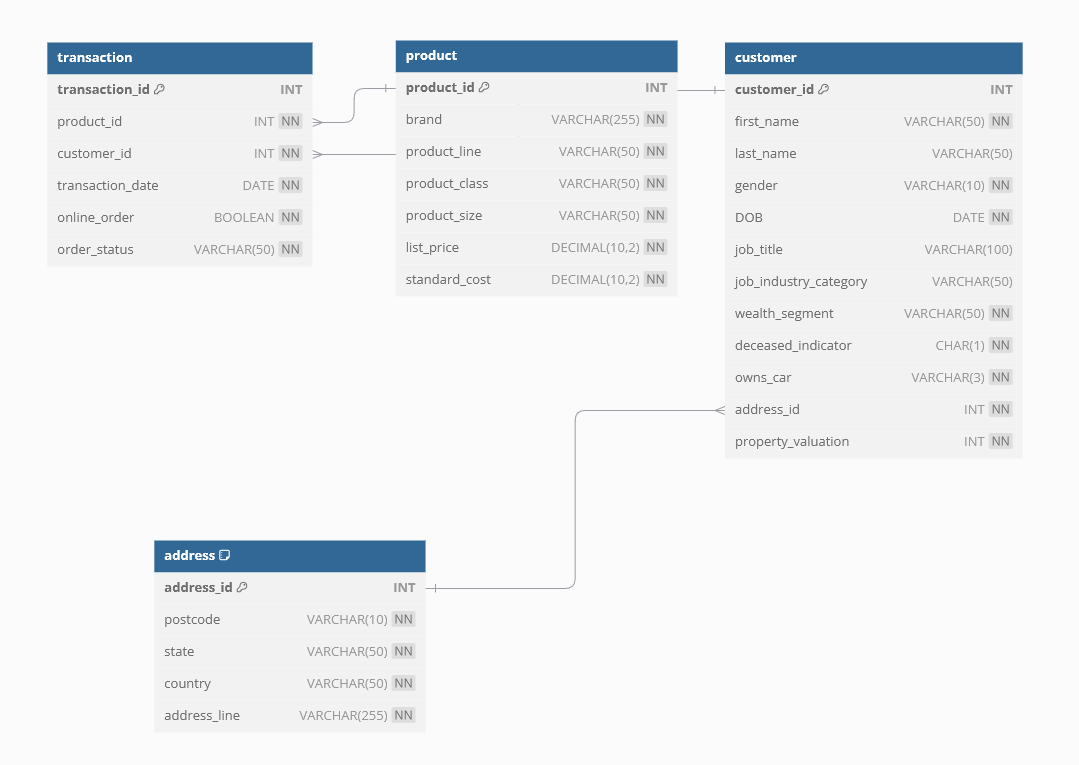 transaction
transaction_id INT
product_id INT NN
customer_id INT NN
transaction_date DATE NN
online_order BOOLEAN NN
order_status VARCHAR(50) NN
product
product_id INT
brand VARCHAR(255) NN
product_line VARCHAR(50) NN
product_class VARCHAR(50) NN
product_size VARCHAR(50) NN
list_price DECIMAL(10,2) NN
standard_cost DECIMAL(10,2) NN
customer
customer_id INT
first_name VARCHAR(50) NN
last_name VARCHAR(50)
gender VARCHAR(10) NN
DOB DATE NN
job_title VARCHAR(100)
job_industry_category VARCHAR(50)
wealth_segment VARCHAR(50) NN
deceased_indicator CHAR(1) NN
owns_car VARCHAR(3) NN
address_id INT NN
property_valuation INT NN
address
address_id INT
postcode VARCHAR(10) NN
state VARCHAR(50) NN
country VARCHAR(50) NN
address_line VARCHAR(255) NN